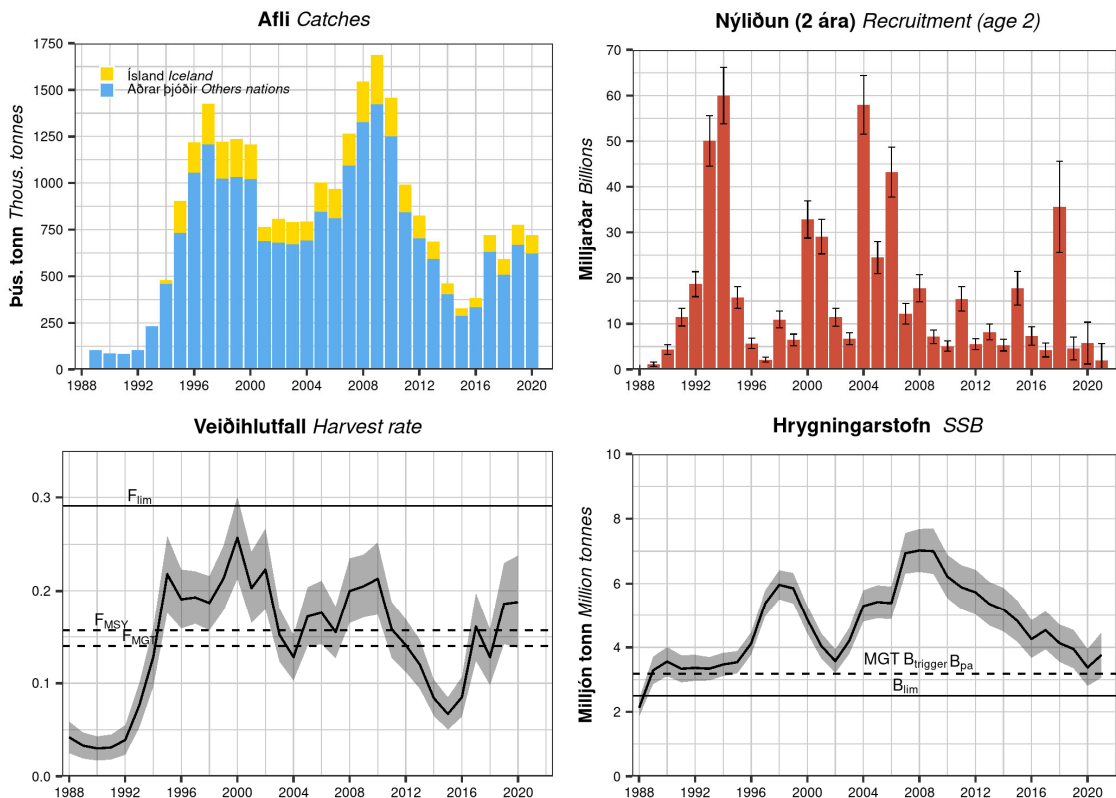 Afli Catches
Þús. tonn Thous. tonnes
1750
1500
1250
1000
750
500
250
0
Ísland Iceland
Aðrar þjóðir Others nations
1988 1992 1996 2000 2004 2008 2012 2016 2020
Nýliðun (2 ára) Recruitment (age 2)
Milljarðar Billions
70
60
50
40
30
20
10
0
1988 1992 1996 2000 2004 2008 2012 2016 2020
Veiðihlutfall Harvest rate
0.3
0.2
0.1
0.0
Flim
FMSY
FMGT
1988 1992 1996 2000 2004 2008 2012 2016 2020
Hrygningarstofn SSB
Milljón tonn Million tonnes
10
8
6
4
2
0
MGT Btrigger Bpa
Blim
1988 1992 1996 2000 2004 2008 2012 2016 2020